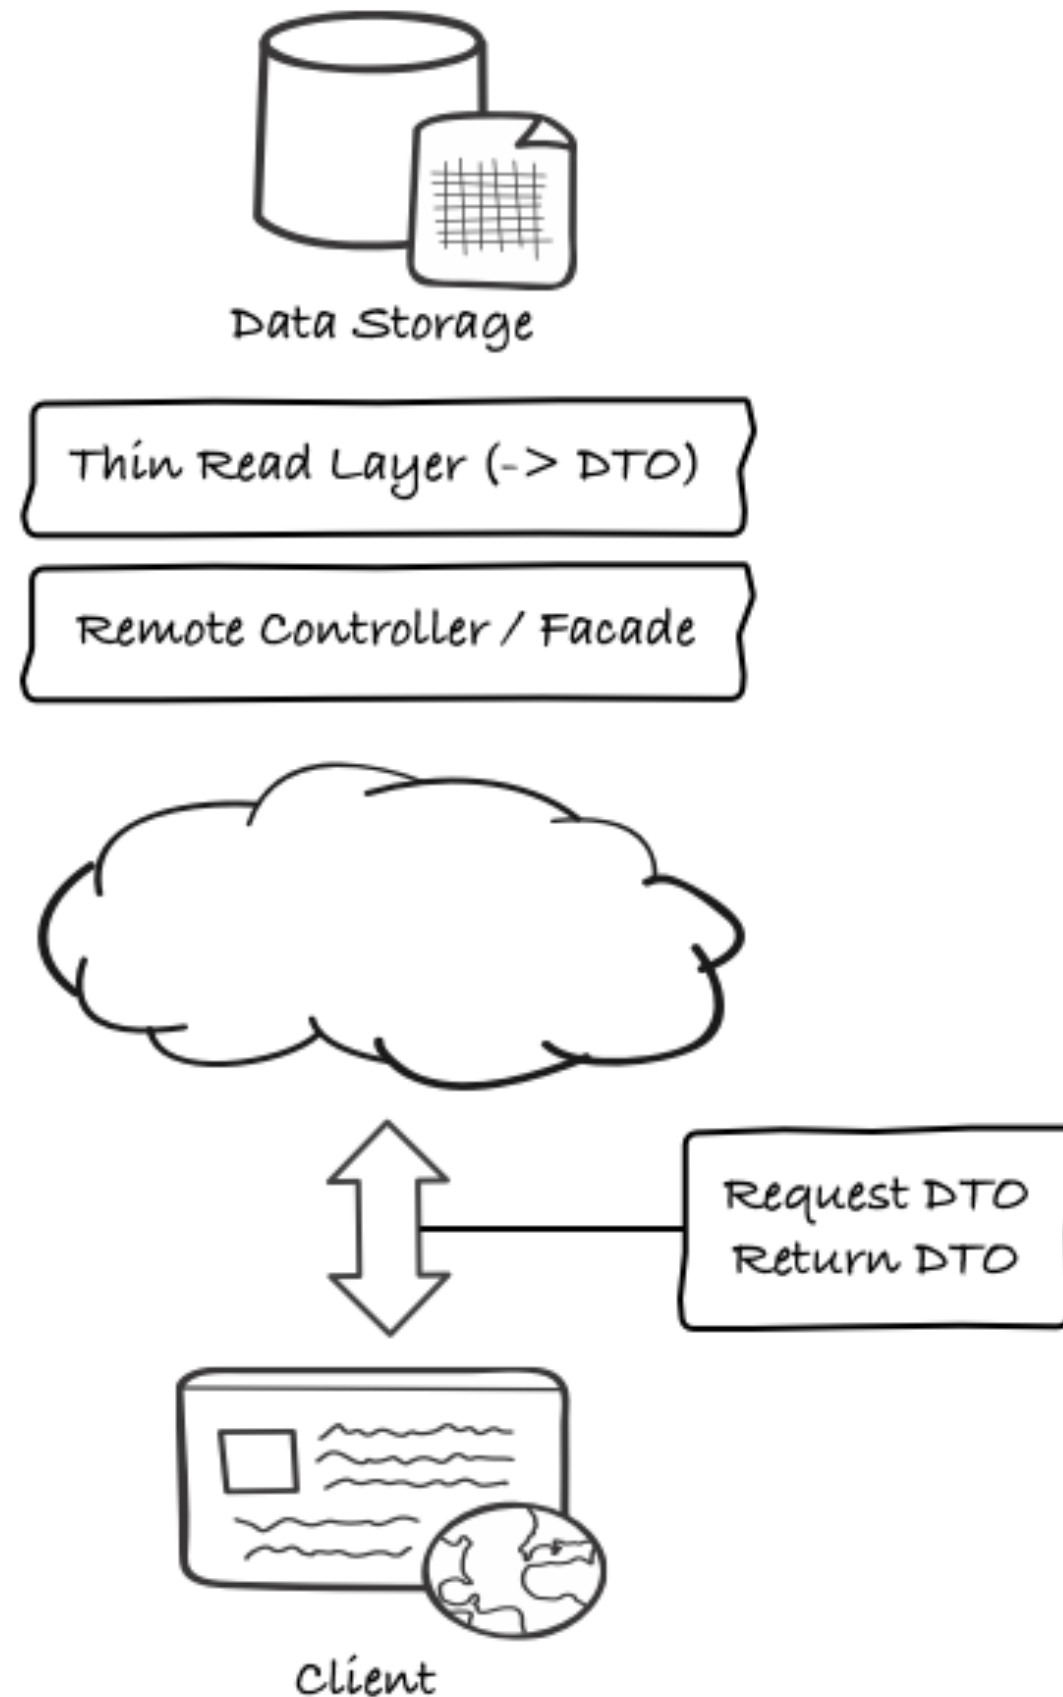 Data Storage
Thin Read Layer (-> DTO)
Remote Controller / Facade
Request DTO
Return DTO
Client